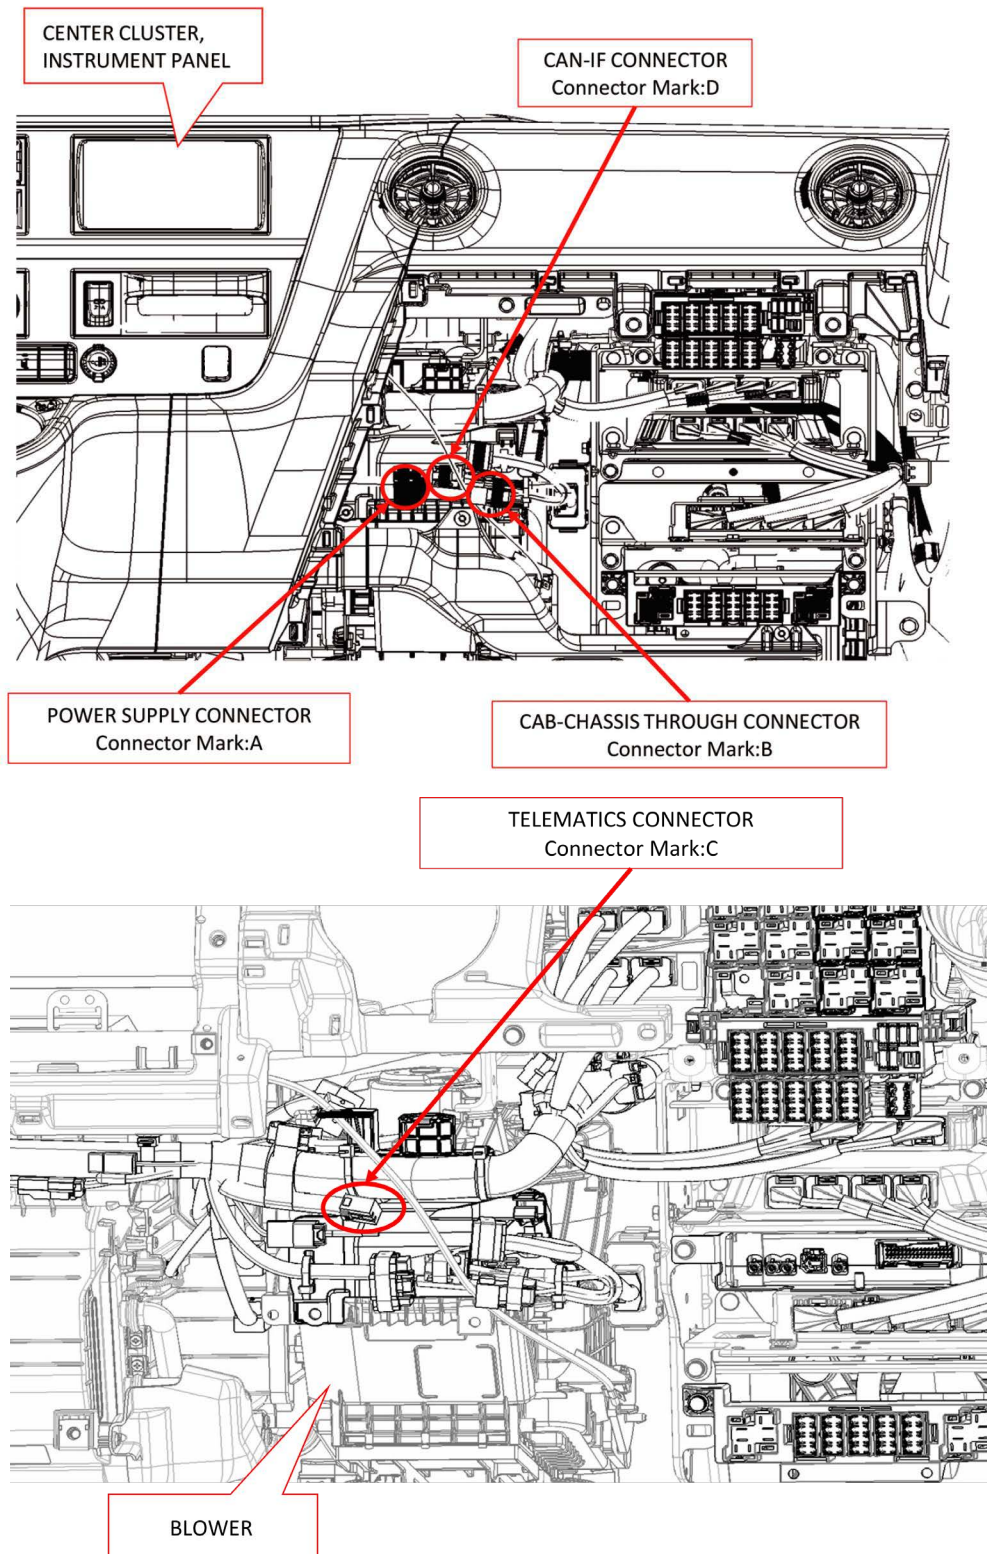 CENTER CLUSTER,
INSTRUMENT PANEL
CAN-IF CONNECTOR
Connector Mark:D
POWER SUPPLY CONNECTOR
Connector Mark:A
CAB-CHASSIS THROUGH CONNECTOR
Connector Mark:B
TELEMATICS CONNECTOR
Connector Mark:C
BLOWER